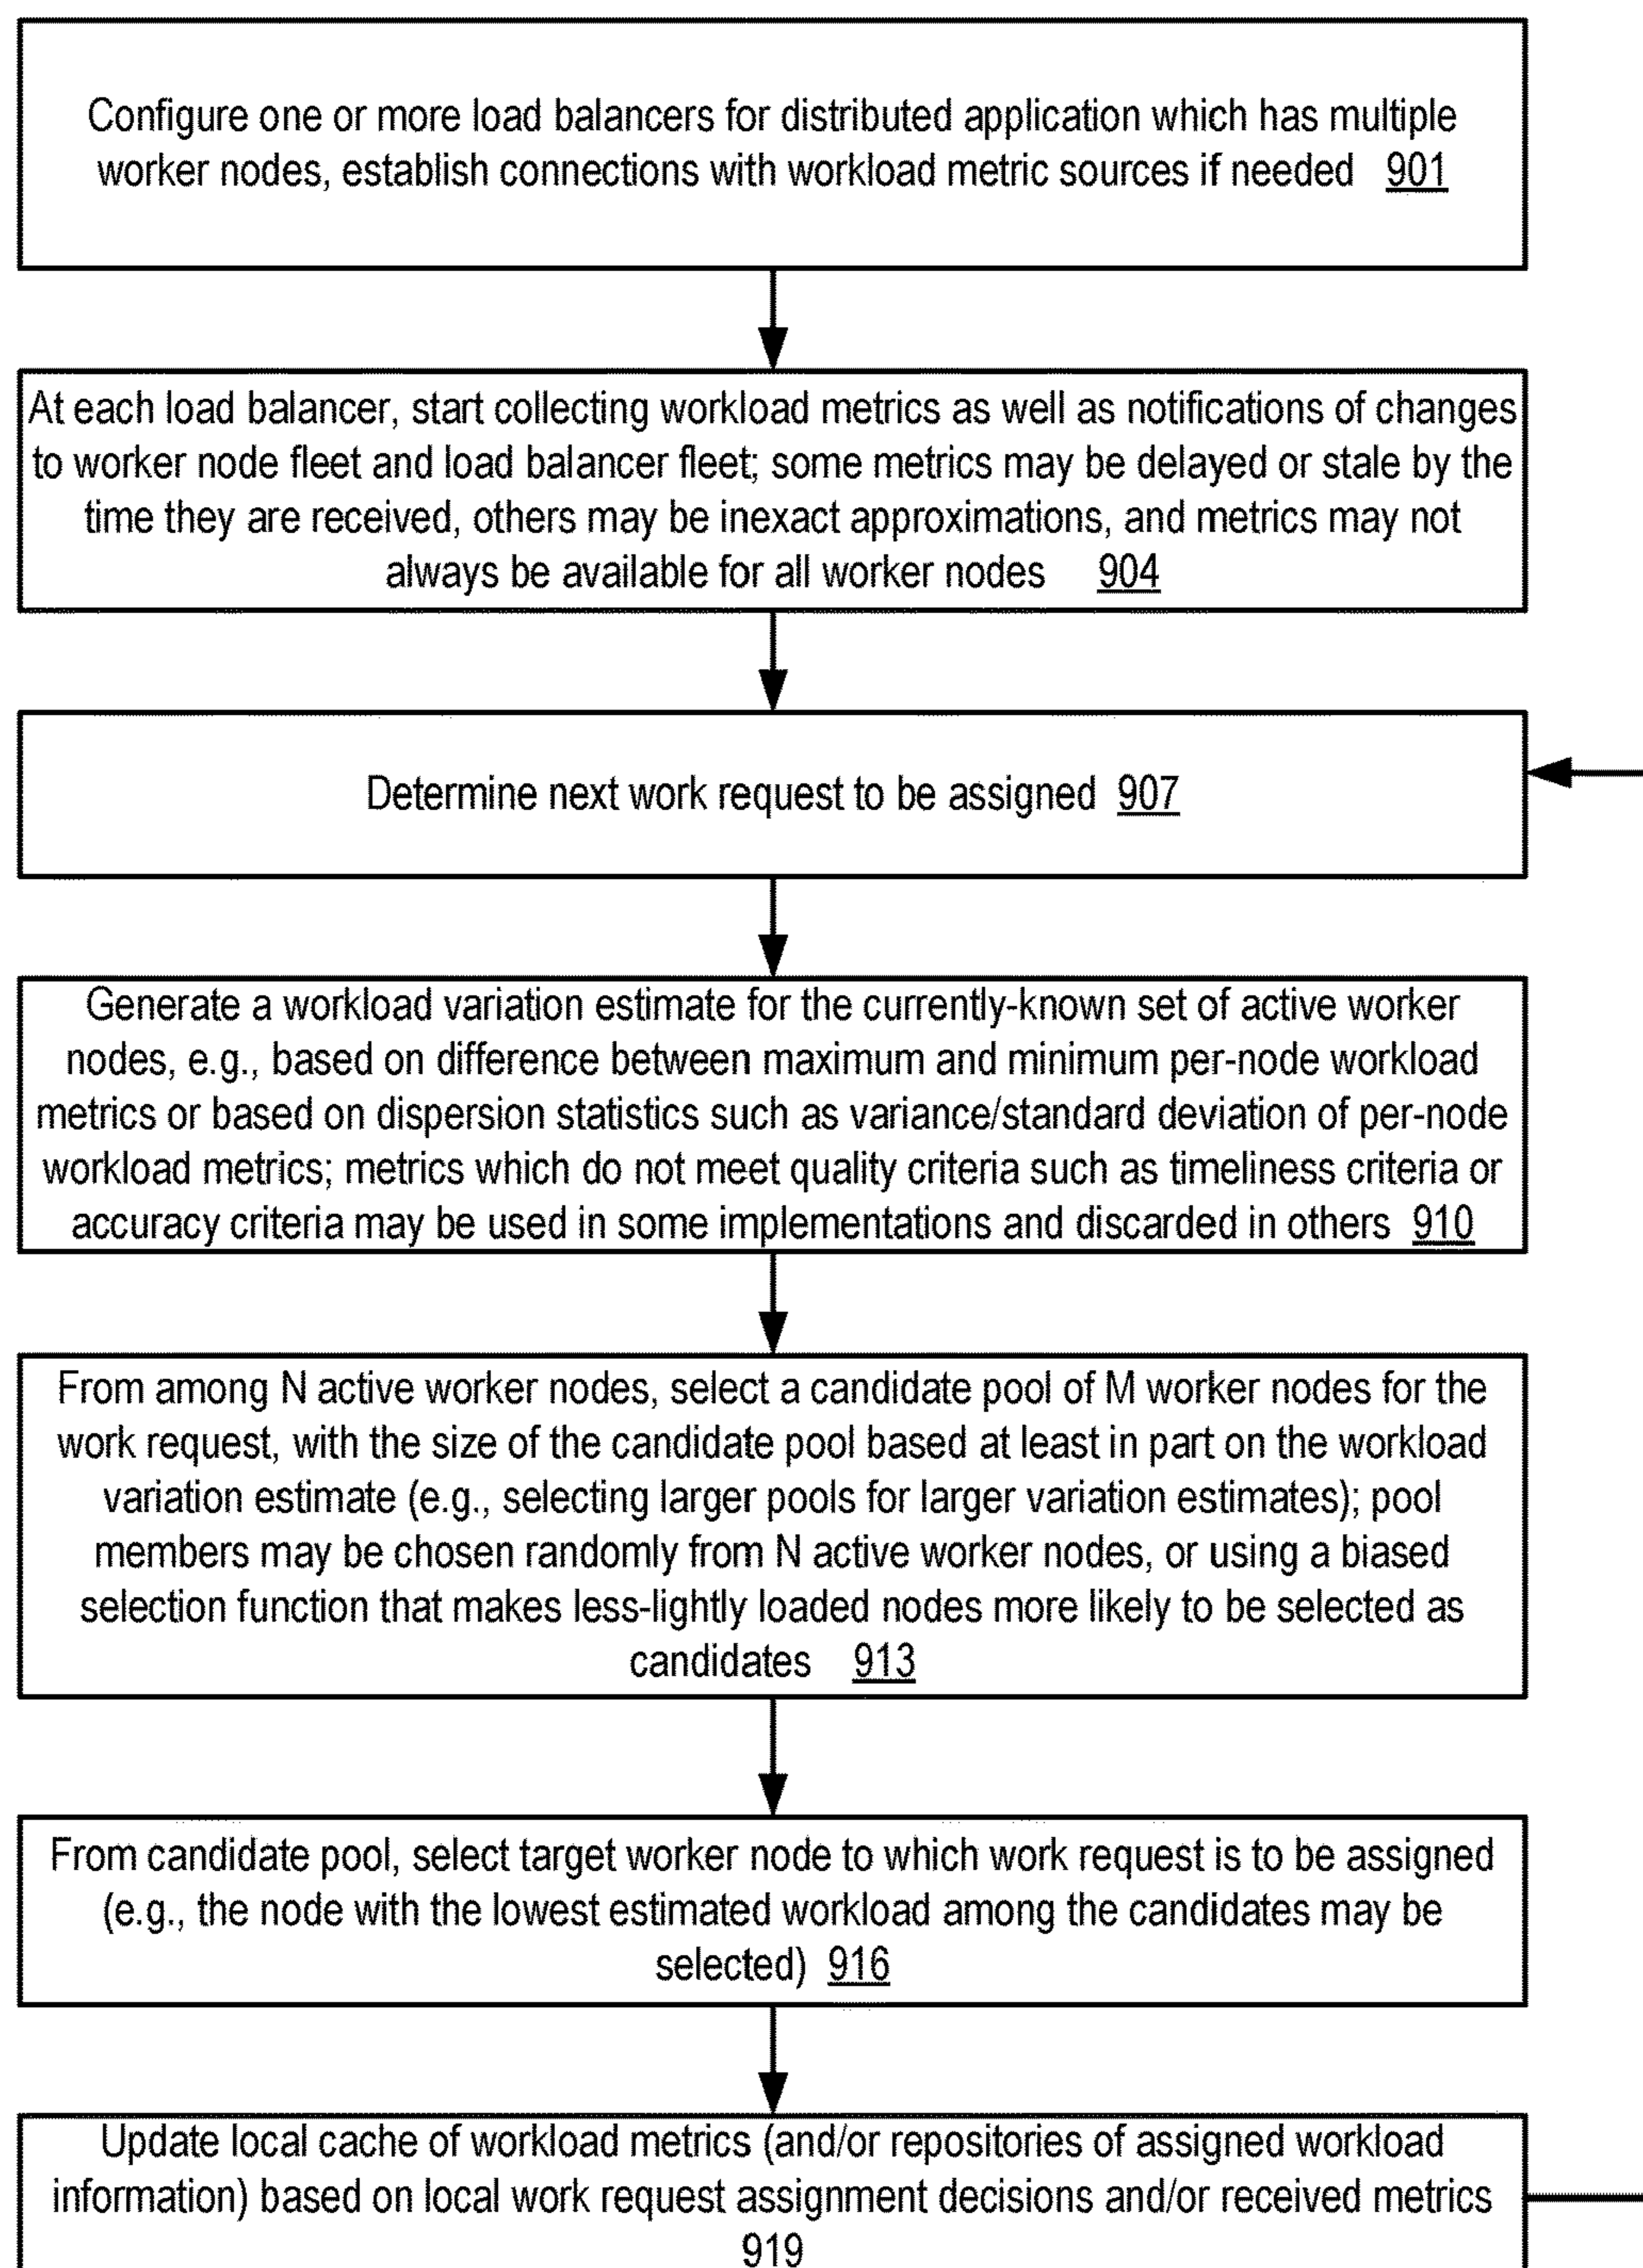 Configure one or more load balancers for distributed application which has multiple
worker nodes, establish connections with workload metric sources if needed 901
At each load balancer, start collecting workload metrics as well as notifications of changes
to worker node fleet and load balancer fleet; some metrics may be delayed or stale by the
time they are received, others may be inexact approximations, and metrics may not
always be available for all worker nodes 904
Determine next work request to be assigned 907
Generate a workload variation estimate for the currently-known set of active worker
nodes, e.g., based on difference between maximum and minimum per-node workload
metrics or based on dispersion statistics such as variance/standard deviation of per-node
workload metrics; metrics which do not meet quality criteria such as timeliness criteria or
accuracy criteria may be used in some implementations and discarded in others 910
From among N active worker nodes, select a candidate pool of M worker nodes for the
work request, with the size of the candidate pool based at least in part on the workload
variation estimate (e.g., selecting larger pools for larger variation estimates); pool
members may be chosen randomly from N active worker nodes, or using a biased
selection function that makes less-lightly loaded nodes more likely to be selected as
candidates 913
From candidate pool, select target worker node to which work request is to be assigned
(e.g., the node with the lowest estimated workload among the candidates may be
selected) 916
Update local cache of workload metrics (and/or repositories of assigned workload
information) based on local work request assignment decisions and/or received metrics
919